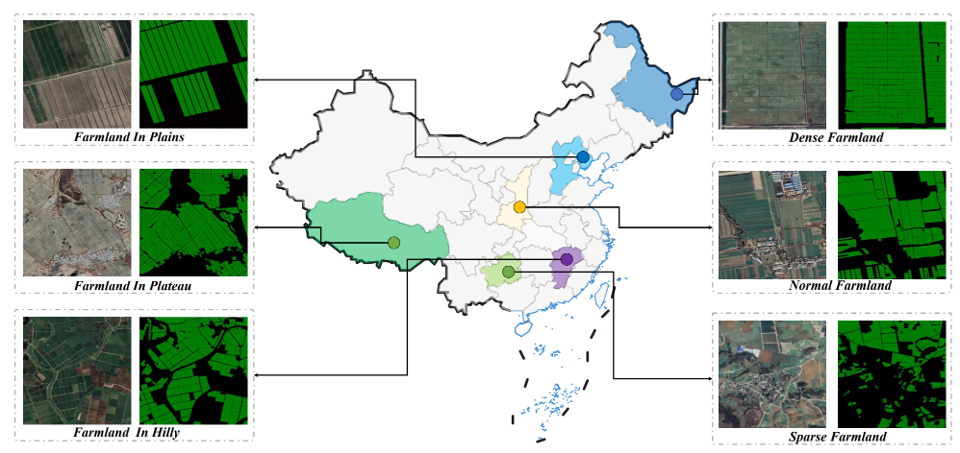 Farmland In Plains
Dense Farmland
Farmland In Plateau
Normal Farmland
Farmland In Hilly
Sparse Farmland